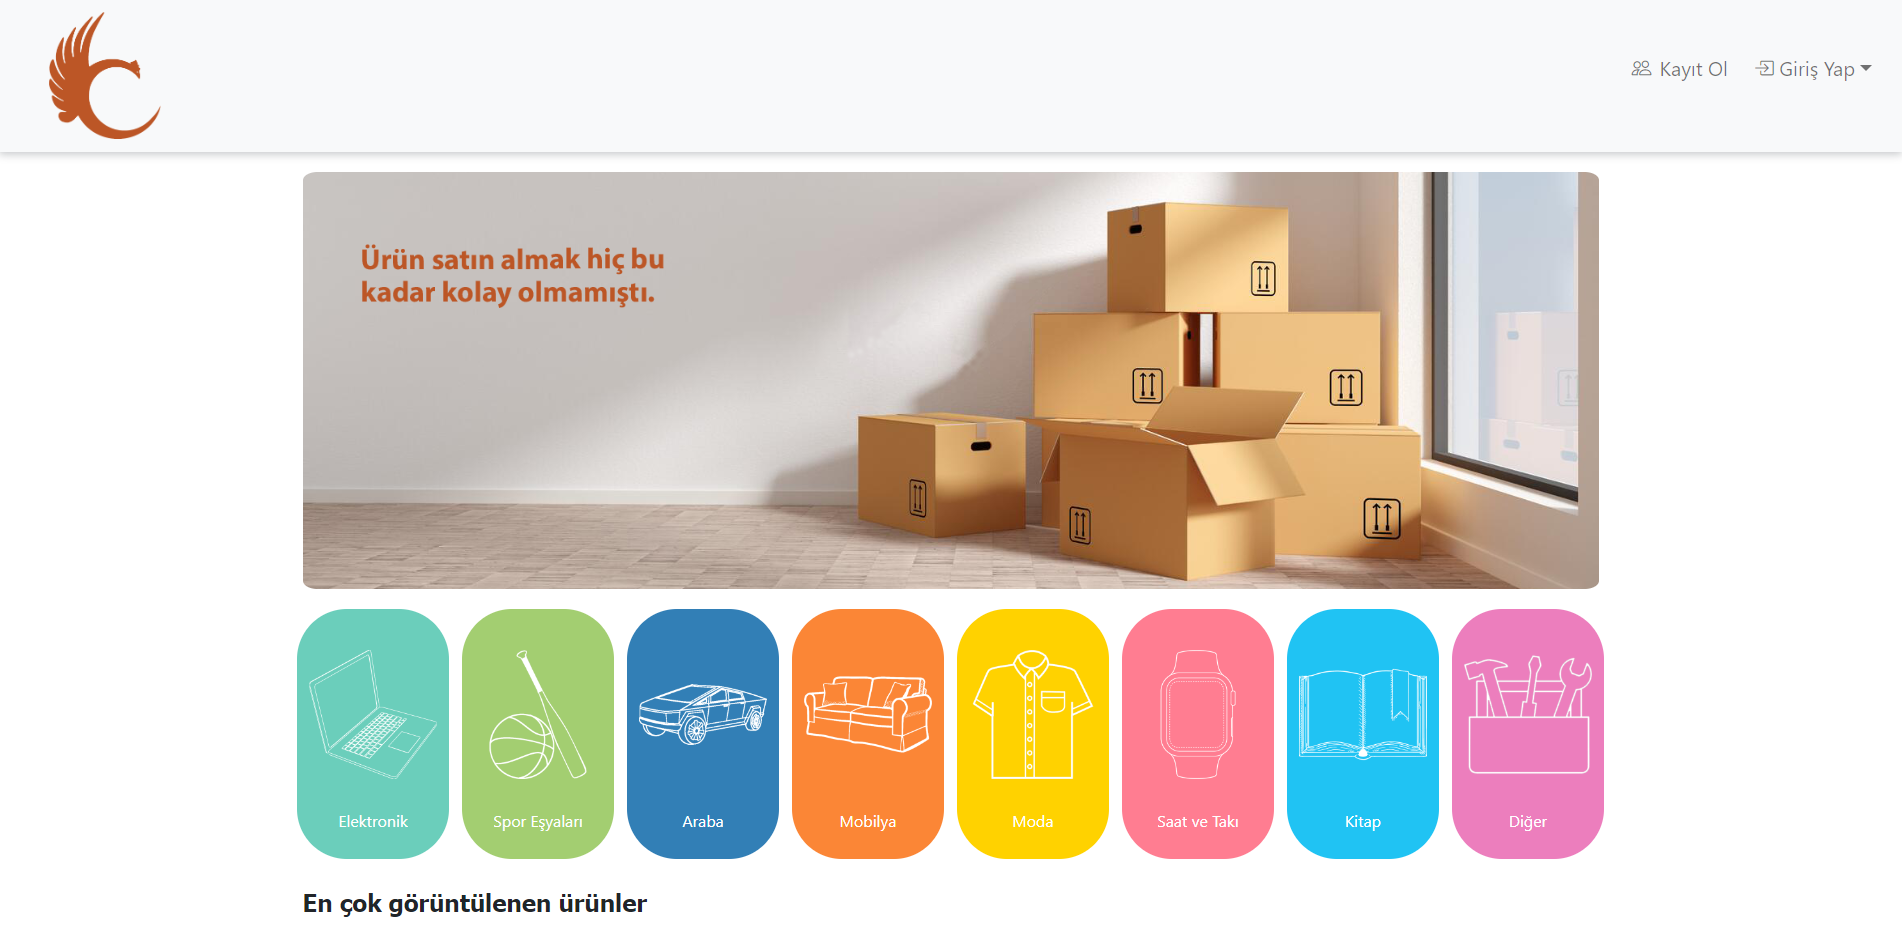 Kayıt Ol
Giriş Yap
Ürün satın almak hiç bu
kadar kolay olmamıştı.
Elektronik
Spor Eşyaları
Araba
Mobilya
Moda
Saat ve Takı
Kitap
Diğer
En çok görüntülenen ürünler